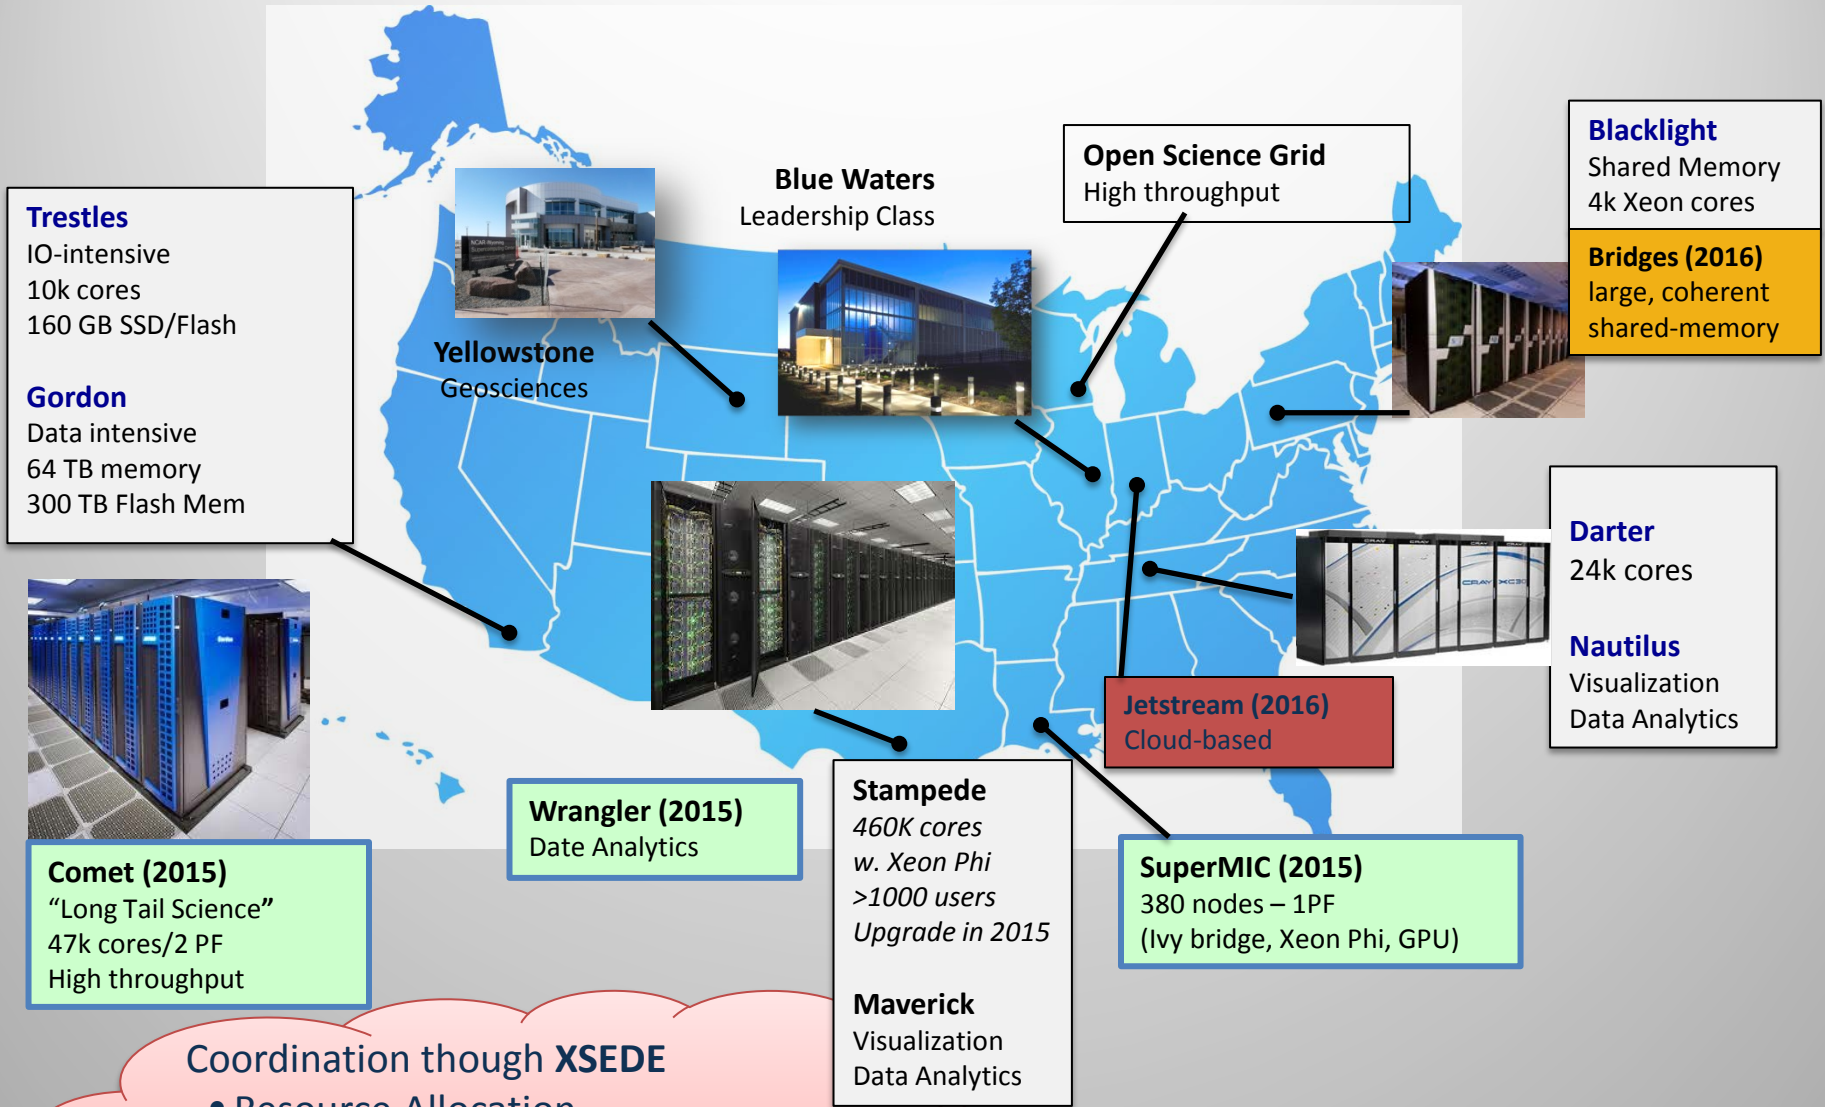 Trestles
IO-intensive
10k cores
160 GB SSD/Flash
Gordon
Data intensive
64 TB memory
300 TB Flash Mem
Yellowstone
Geosciences
Blue Waters
Leadership Class
Open Science Grid
High throughput
Blacklight
Shared Memory
4k Xeon cores
Bridges (2016)
large, coherent
shared-memory
Darter
24k cores
Nautilus
Visualization
Data Analytics
CRAY XC30
Jetstream (2016)
Cloud-based
Comet (2015)
“Long Tail Science”
47k cores/2 PF
High throughput
Wrangler (2015)
Date Analytics
Stampede
460K cores
w. Xeon Phi
>1000 users
Upgrade in 2015
Maverick
Visualization
Data Analytics
SuperMIC (2015)
380 nodes – 1PF
(Ivy bridge, Xeon Phi, GPU)
Coordination though XSEDE
• Resource Allocation